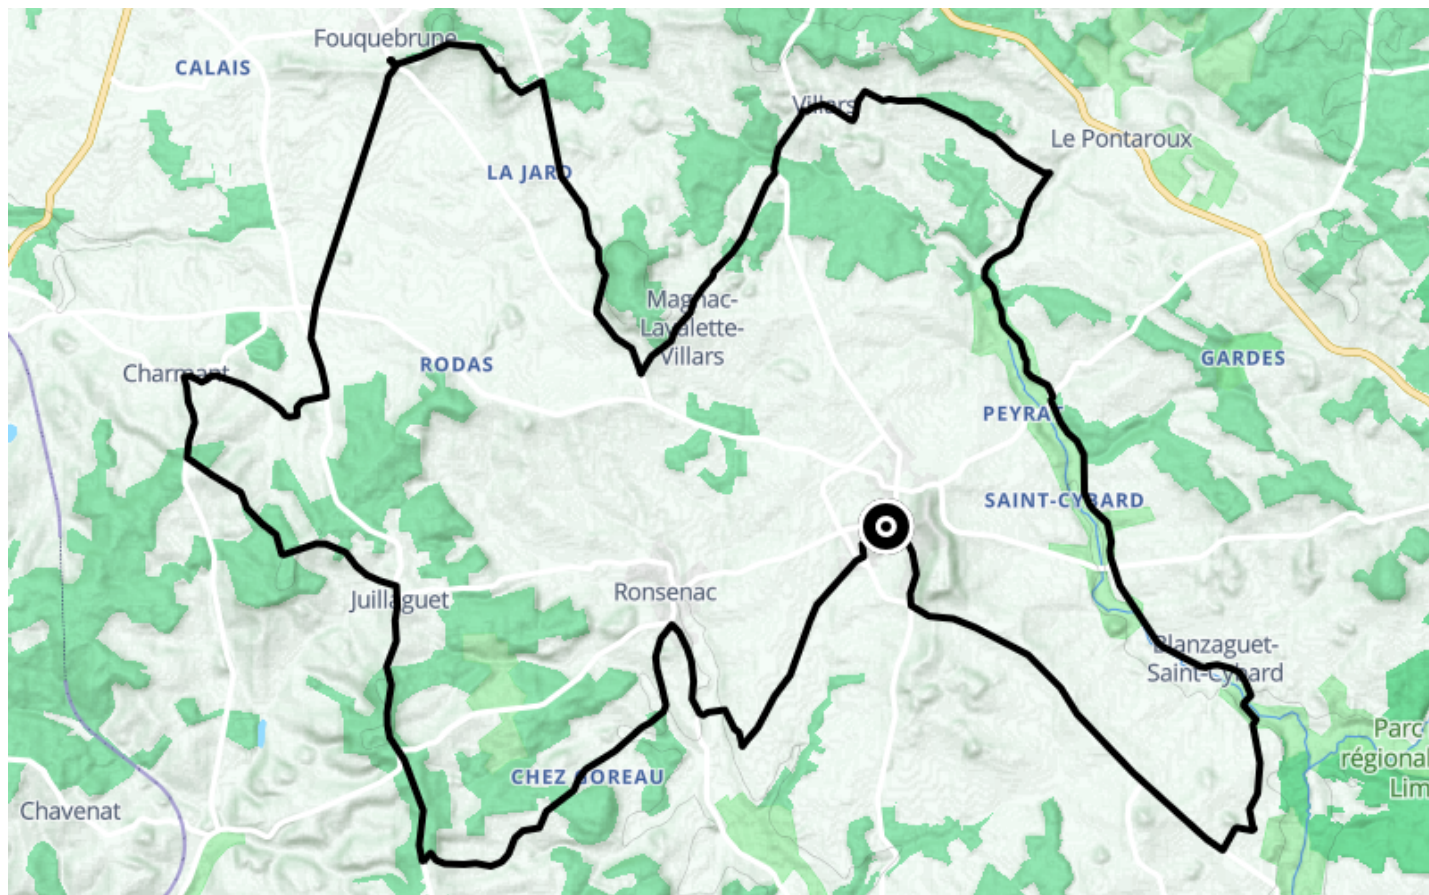 Fouquebrune
CALAIS
Villars
Le Pontaroux
LA JARD
Magnac-
Lavalette-
Villars
Charmant
RODAS
GARDES
PEYRAT
SAINT-CYBARD
Ronsenac
Juillaguet
Blanzaguet-
Saint-Cybard
Parc
régional
Lim
CHEZ GOREAU
Chavenat